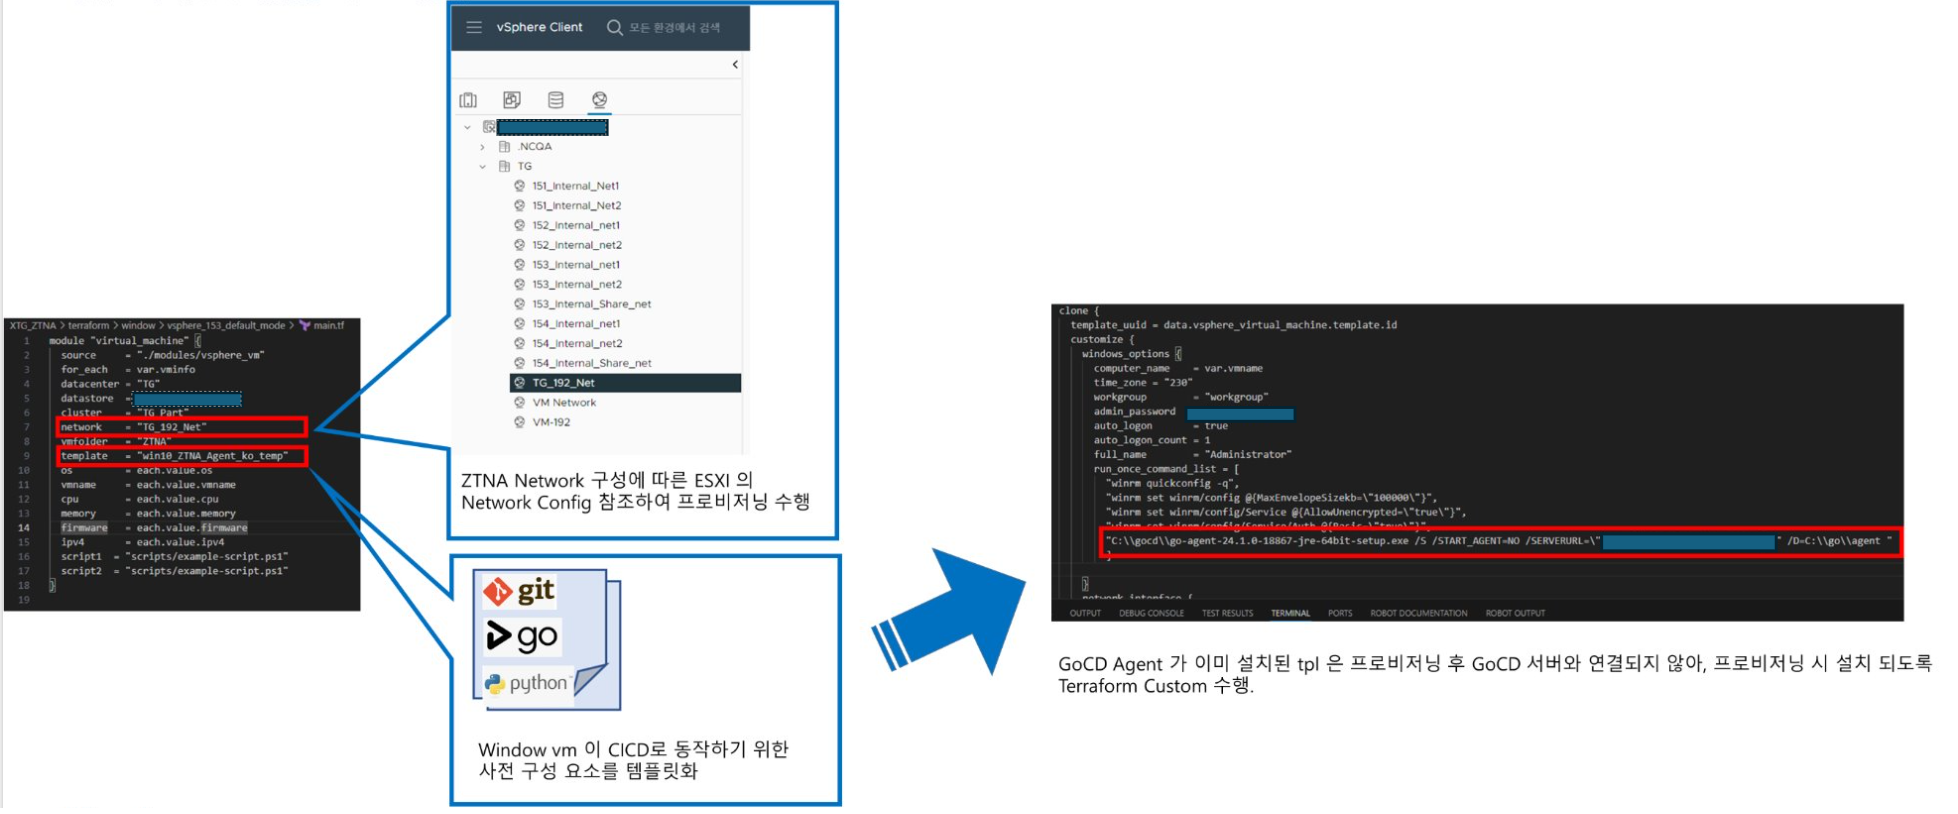 vSphere Client
모든 환경에서 검색
.NCQA
TG
151_Internal_Net1
151_Internal_Net2
152_Internal_net1
152_Internal_net2
153_Internal_net1
153_Internal_net2
153_Internal_Share_net
154_Internal_net1
154_Internal_net2
154_Internal_Share_net
TG_192_Net
VM Network
VM-192
ZTNA Network 구성에 따른 ESXI 의
Network Config 참조하여 프로비저닝 수행
XTG_ZTNA > terraform > window > vsphere_153_default_mode > main.tf
1 module "virtual_machine" {
2 source = "./modules/vsphere_vm"
3 for_each = var.vminfo
4 datacenter = "TG"
5 datastore =
6 cluster = "TG Part"
7 network = "TG_192_Net"
8 vmfolder = "ZTNA"
9 template = "win10_ZTNA_Agent_ko_temp"
10 os = each.value.os
11 vmname = each.value.vmname
12 cpu = each.value.cpu
13 memory = each.value.memory
14 firmware = each.value.firmware
15 ipv4 = each.value.ipv4
16 script1 = "scripts/example-script.ps1"
17 script2 = "scripts/example-script.ps1"
18 }
19
git
go
python
Window vm 이 CICD로 동작하기 위한
사전 구성 요소를 템플릿화
clone {
template_uuid = data.vsphere_virtual_machine.template.id
customize {
windows_options {
computer_name = var.vmname
time_zone = "230"
workgroup = "workgroup"
admin_password
auto_logon = true
auto_logon_count = 1
full_name = "Administrator"
run_once_command_list = [
"winrm quickconfig -q",
"winrm set winrm/config @{MaxEnvelopeSizekb=\"100000\"}",
"winrm set winrm/config/Service @{AllowUnencrypted=\"true\"}",
"winrm set winrm/config/Service/Auth @{Basic=\"true\"}",
"C:\\gocd\\go-agent-24.1.0-18867-jre-64bit-setup.exe /S /START_AGENT=NO /SERVERURL=\" " /D=C:\\go\\agent "
]
}
network_interface {
OUTPUT DEBUG CONSOLE TEST RESULTS TERMINAL PORTS ROBOT DOCUMENTATION ROBOT OUTPUT
GoCD Agent 가 이미 설치된 tpl 은 프로비저닝 후 GoCD 서버와 연결되지 않아, 프로비저닝 시 설치 되도록
Terraform Custom 수행.